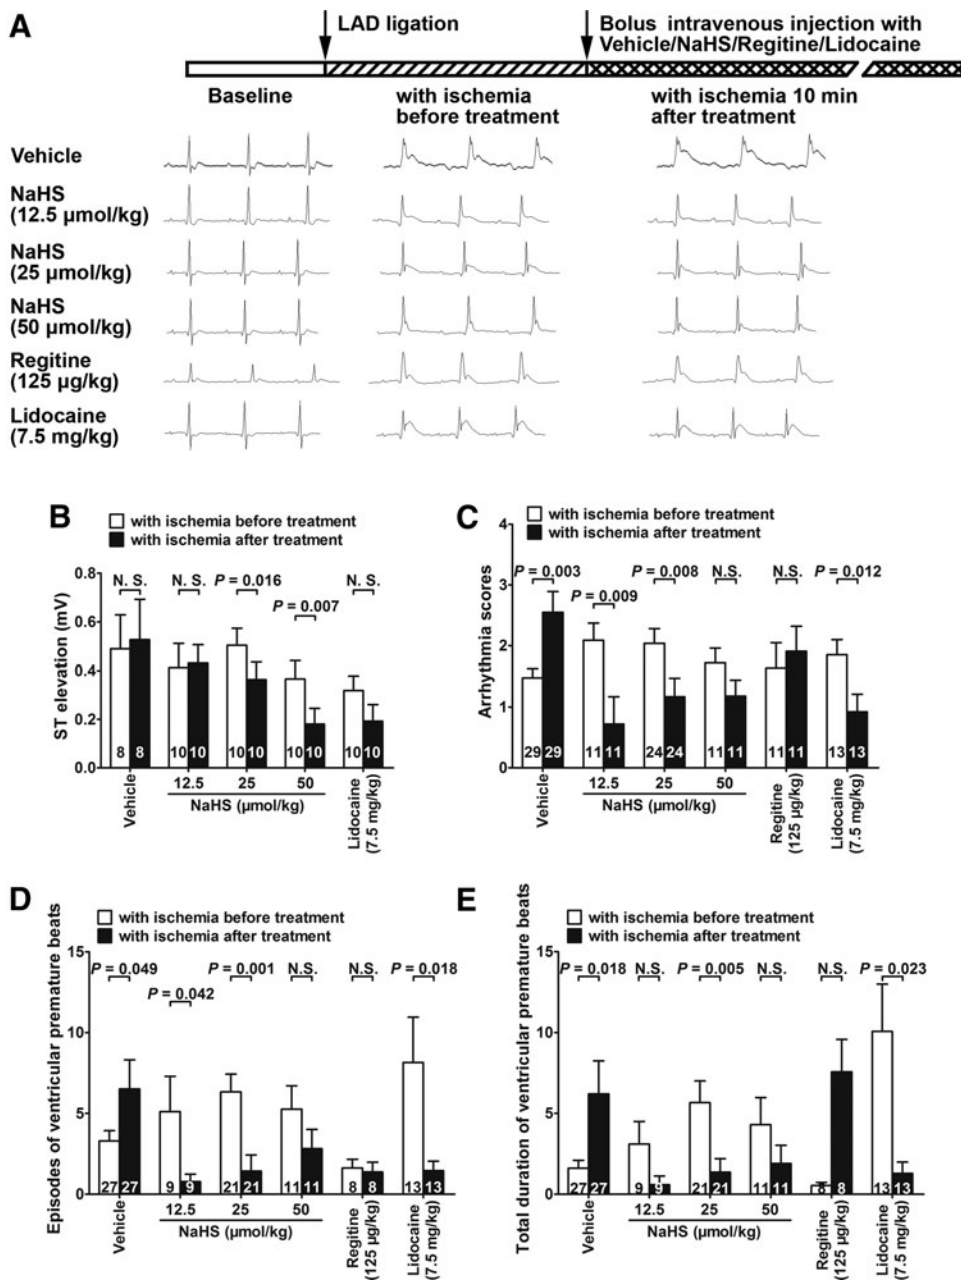 A
LAD ligation
Bolus intravenous injection with
Vehicle/NaHS/Regitine/Lidocaine
Baseline
with ischemia
before treatment
with ischemia 10 min
after treatment
Vehicle
NaHS
(12.5 µmol/kg)
NaHS
(25 µmol/kg)
NaHS
(50 µmol/kg)
Regitine
(125 µg/kg)
Lidocaine
(7.5 mg/kg)
B
with ischemia before treatment
with ischemia after treatment
ST elevation (mV)
0.8
0.6
0.4
0.2
0.0
N. S.
N. S.
P = 0.016
P = 0.007
N. S.
8 8 10 10 10 10 10 10 10 10
Vehicle
12.5 25 50
NaHS (µmol/kg)
Lidocaine
(7.5 mg/kg)
C
with ischemia before treatment
with ischemia after treatment
Arrhythmia scores
4
3
2
1
0
P = 0.003
P = 0.009
P = 0.008
N.S.
N.S.
P = 0.012
29 29 11 11 24 24 11 11 11 11 13 13
Vehicle
12.5 25 50
NaHS (µmol/kg)
Regitine
(125 µg/kg)
Lidocaine
(7.5 mg/kg)
D
with ischemia before treatment
with ischemia after treatment
Episodes of ventricular premature beats
15
10
5
0
P = 0.049
P = 0.042
P = 0.001
N.S.
N.S.
P = 0.018
27 27 9 9 21 21 11 11 8 8 13 13
Vehicle
12.5 25 50
NaHS (µmol/kg)
Regitine
(125 µg/kg)
Lidocaine
(7.5 mg/kg)
E
with ischemia before treatment
with ischemia after treatment
Total duration of ventricular premature beats
15
10
5
0
P = 0.018
N.S.
P = 0.005
N.S.
N.S.
P = 0.023
27 27 9 9 21 21 11 11 8 8 13 13
Vehicle
12.5 25 50
NaHS (µmol/kg)
Regitine
(125 µg/kg)
Lidocaine
(7.5 mg/kg)